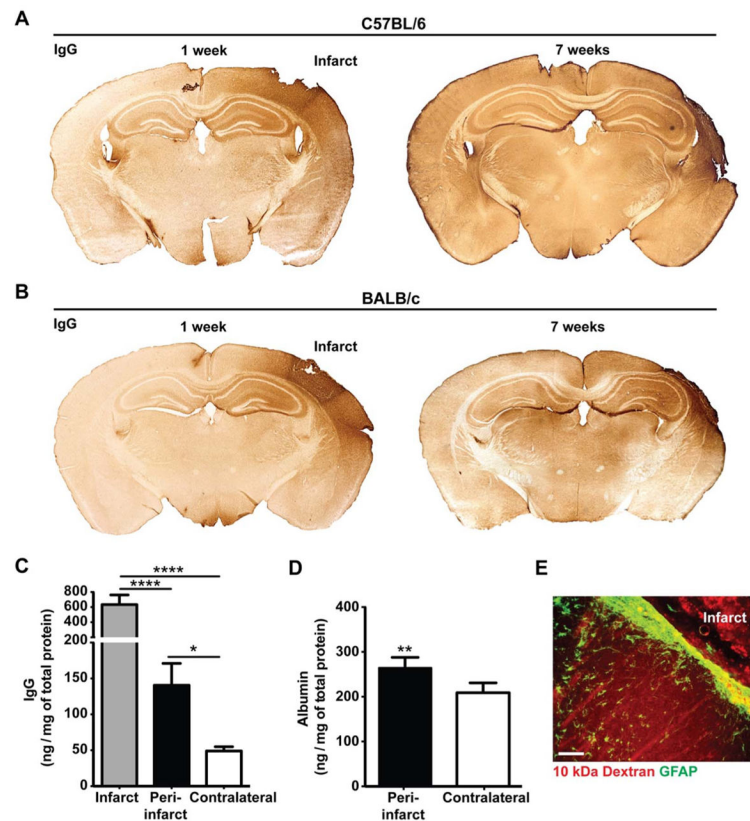 A
C57BL/6
IgG
1 week
Infarct
7 weeks
B
BALB/c
IgG
1 week
Infarct
7 weeks
C
IgG
(ng / mg of total protein)
800
600
400
200
150
100
50
0
****
****
*
Infarct
Peri-
infarct
Contralateral
D
Albumin
(ng / mg of total protein)
400
300
200
100
0
**
Peri-
infarct
Contralateral
E
Infarct
10 kDa Dextran GFAP